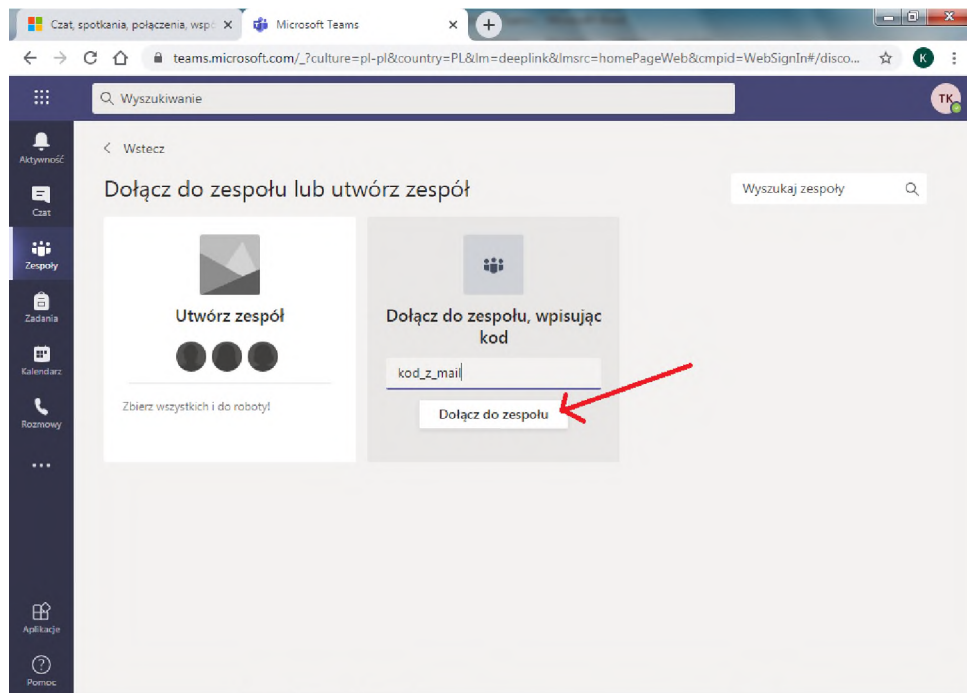 Czat, spotkania, połączenia, wspó
Microsoft Teams
teams.microsoft.com/_?culture=pl-pl&country=PL&lm=deeplink&lmsrc=homePageWeb&cmpid=WebSignIn#/disco...
K
Wyszukiwanie
TK
Aktywność
Czat
Zespoły
Zadania
Kalendarz
Rozmowy
Aplikacje
Pomoc
Wstecz
Dołącz do zespołu lub utwórz zespół
Wyszukaj zespoły
Utwórz zespół
Zbierz wszystkich i do roboty!
Dołącz do zespołu, wpisując
kod
kod_z_mail
Dołącz do zespołu